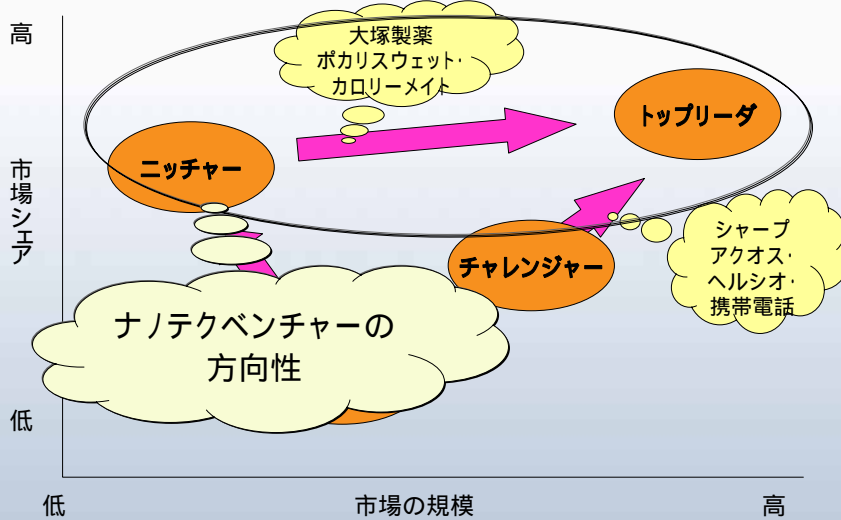 高
大塚製薬
ポカリスウェット・
カロリーメイト
トップリーダ
ニッチャー
市場シェア
シャープ
アクオス・
ヘルシオ・
携帯電話
チャレンジャー
ナノテクベンチャーの
方向性
低
低
市場の規模
高